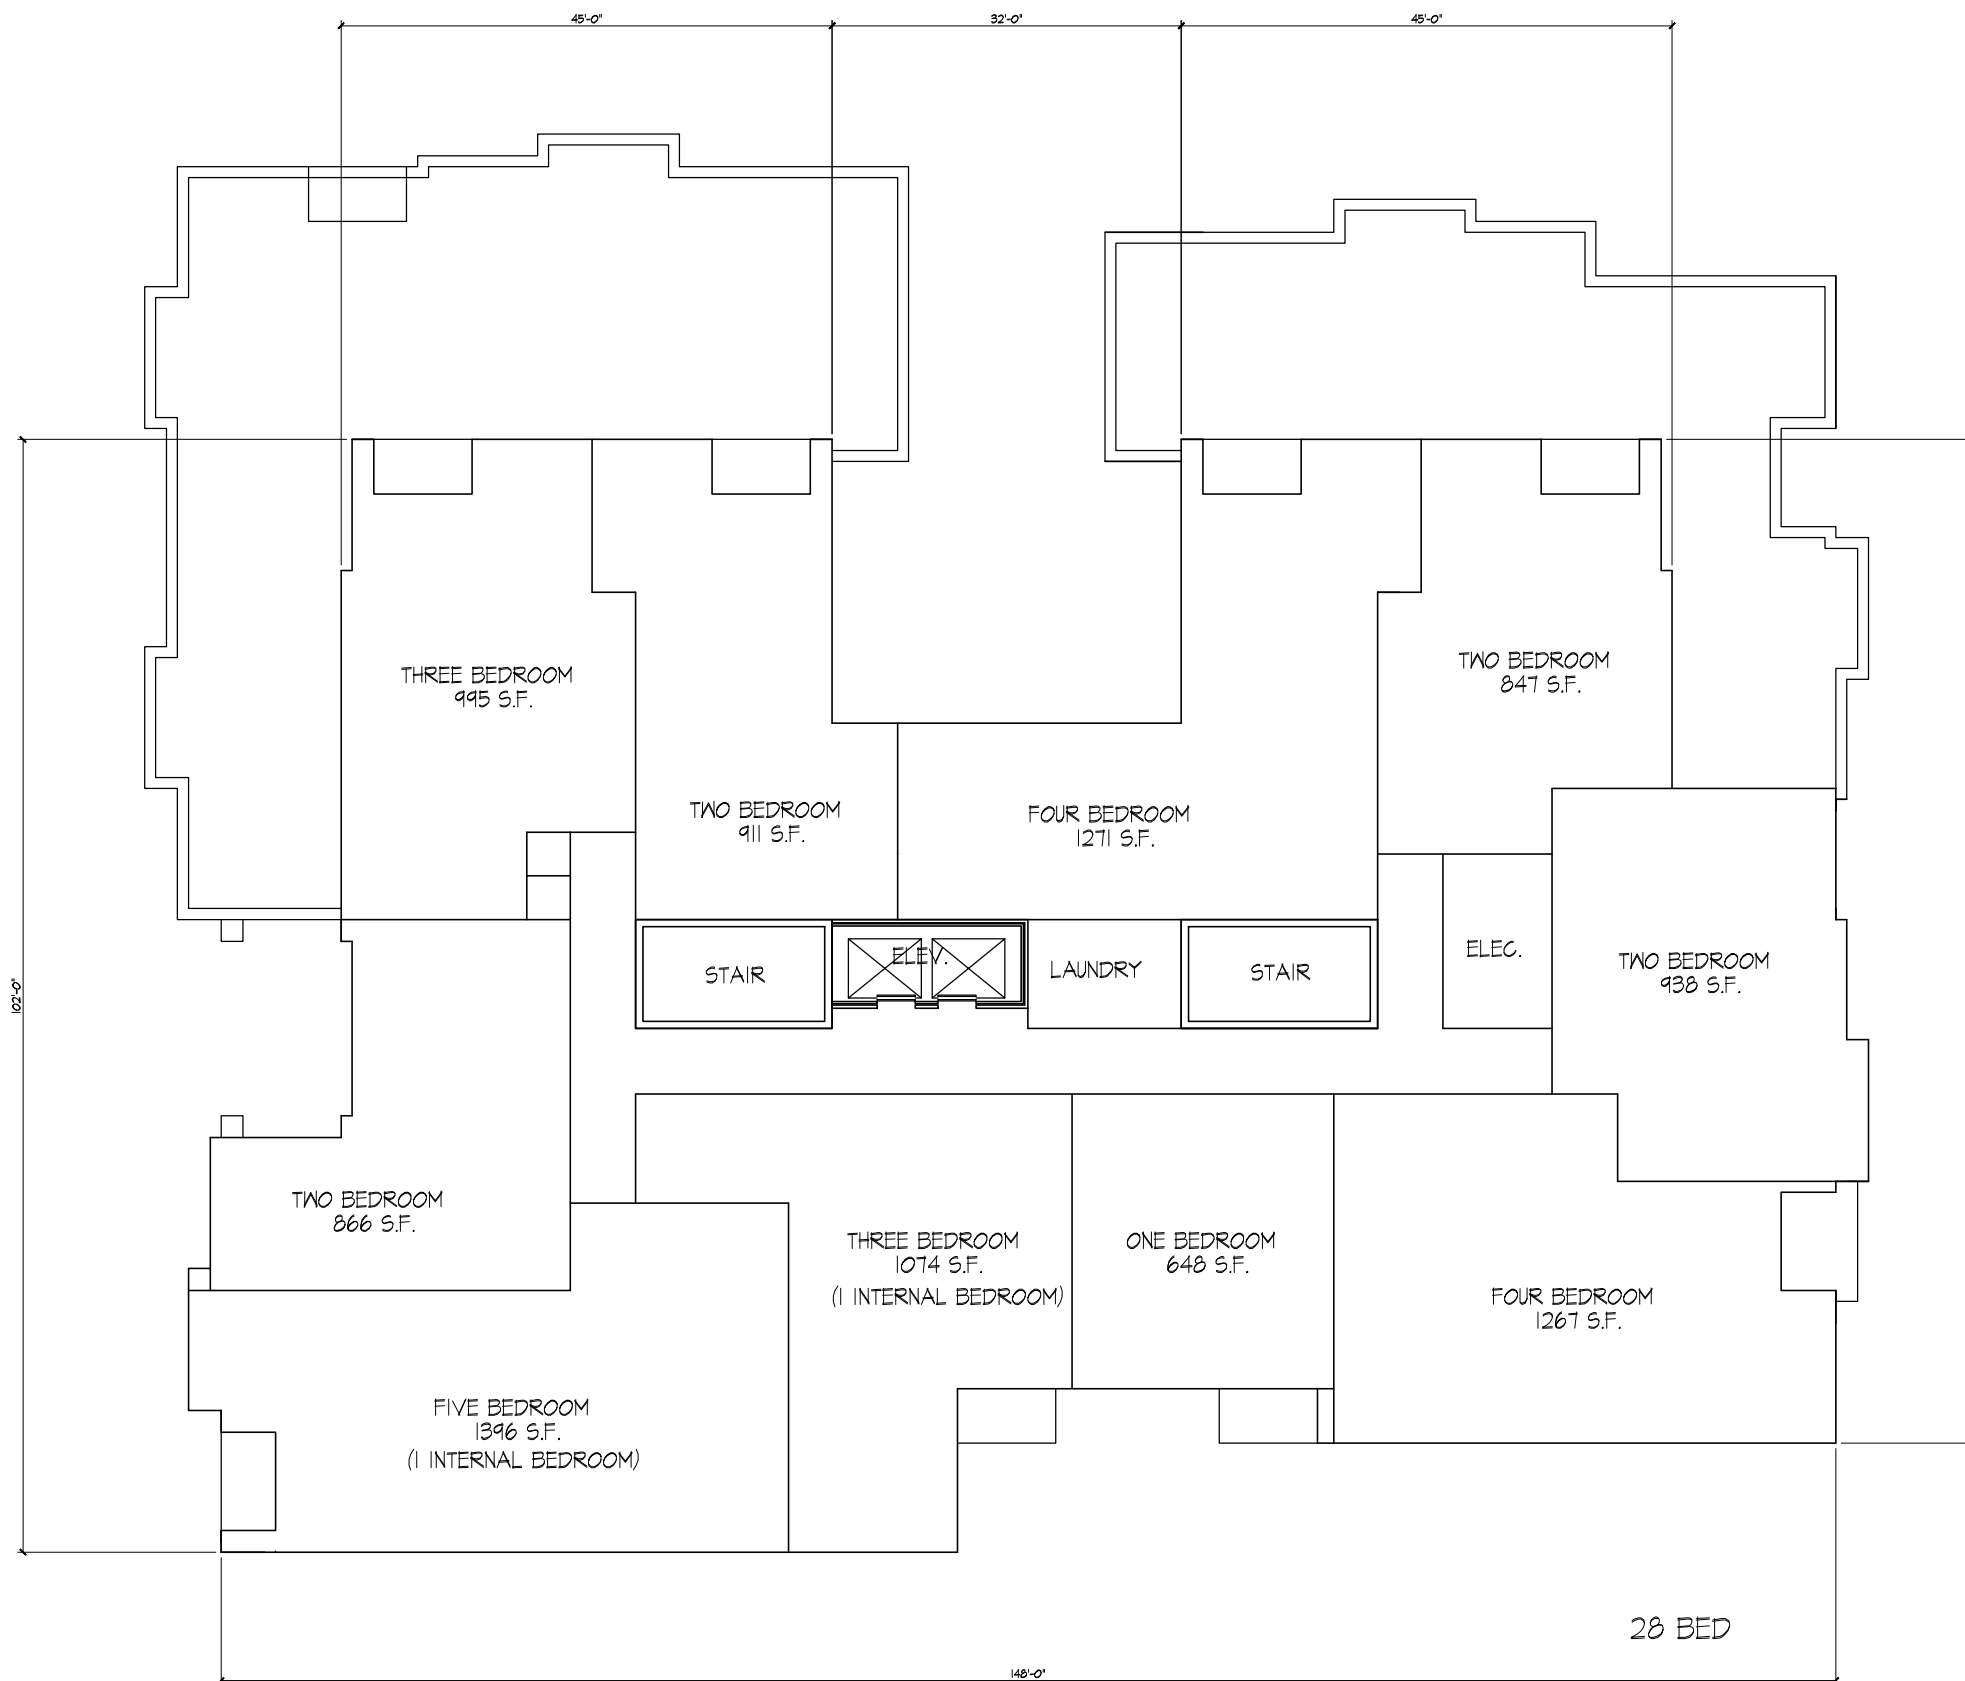 45'-0"
32'-0"
45'-0"
THREE BEDROOM
995 S.F.
TWO BEDROOM
847 S.F.
TWO BEDROOM
911 S.F.
FOUR BEDROOM
1271 S.F.
STAIR
ELEV.
LAUNDRY
STAIR
ELEC.
TWO BEDROOM
938 S.F.
102'-0"
TWO BEDROOM
866 S.F.
THREE BEDROOM
1074 S.F.
(1 INTERNAL BEDROOM)
ONE BEDROOM
648 S.F.
FOUR BEDROOM
1267 S.F.
FIVE BEDROOM
1396 S.F.
(1 INTERNAL BEDROOM)
28 BED
148'-0"